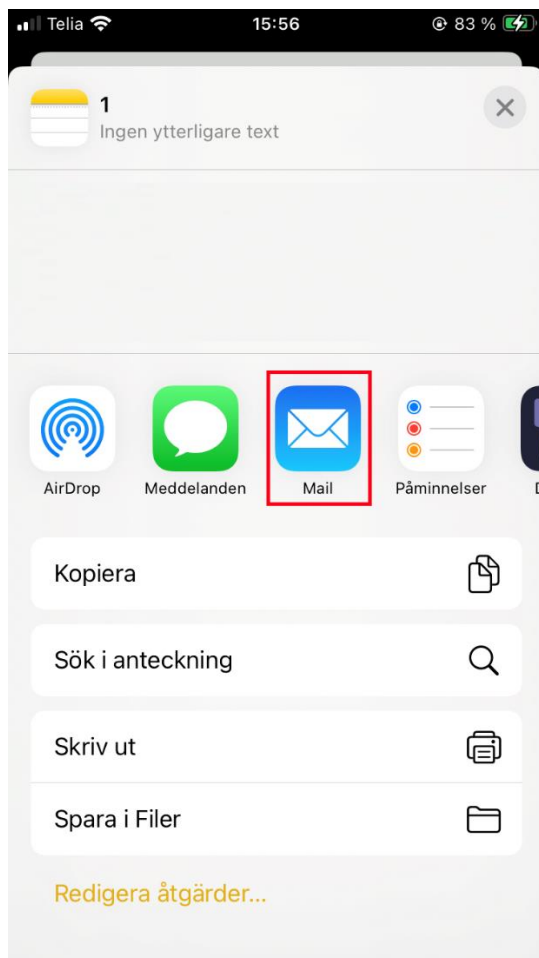 Telia 15:56 83 %
1
Ingen ytterligare text
AirDrop Meddelanden Mail Påminnelser
Kopiera
Sök i anteckning
Skriv ut
Spara i Filer
Redigera åtgärder...